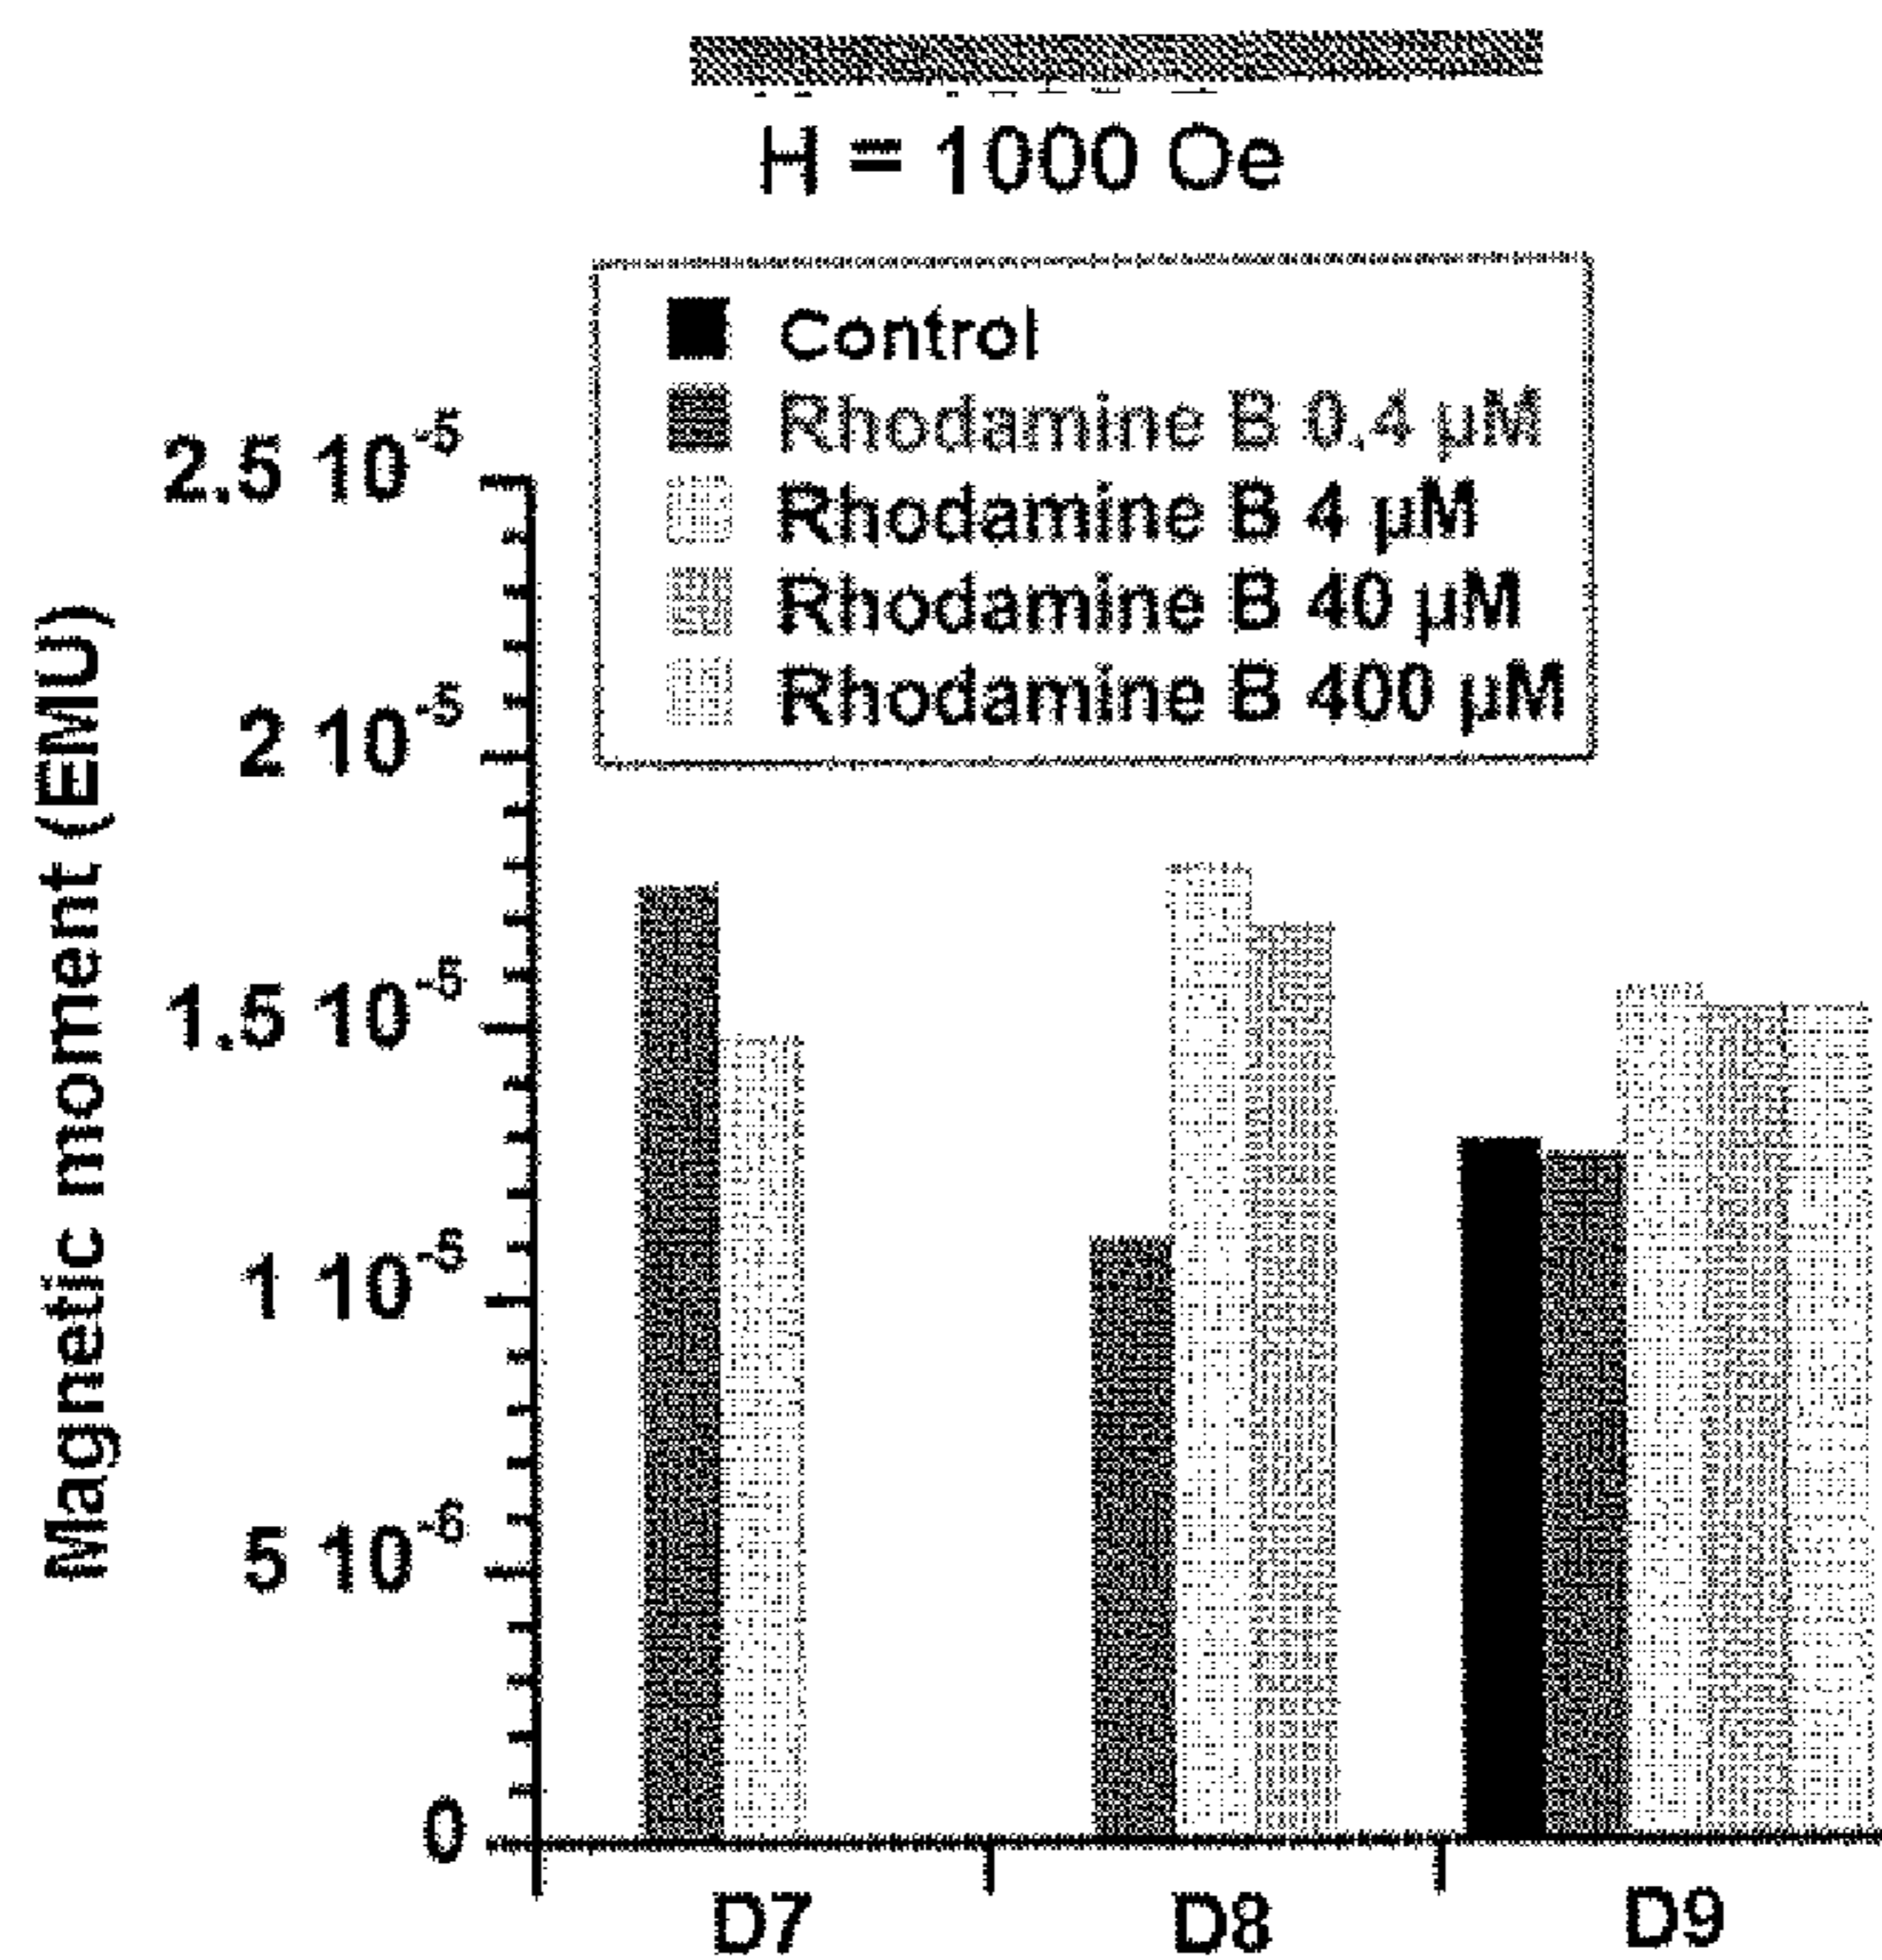 H = 1000 Oe
Control
Rhodamine B 0.4 µM
Rhodamine B 4 µM
Rhodamine B 40 µM
Rhodamine B 400 µM
Magnetic moment (EMU)
2.5 10⁻⁵
2 10⁻⁵
1.5 10⁻⁵
1 10⁻⁵
5 10⁻⁶
0
D7 D8 D9